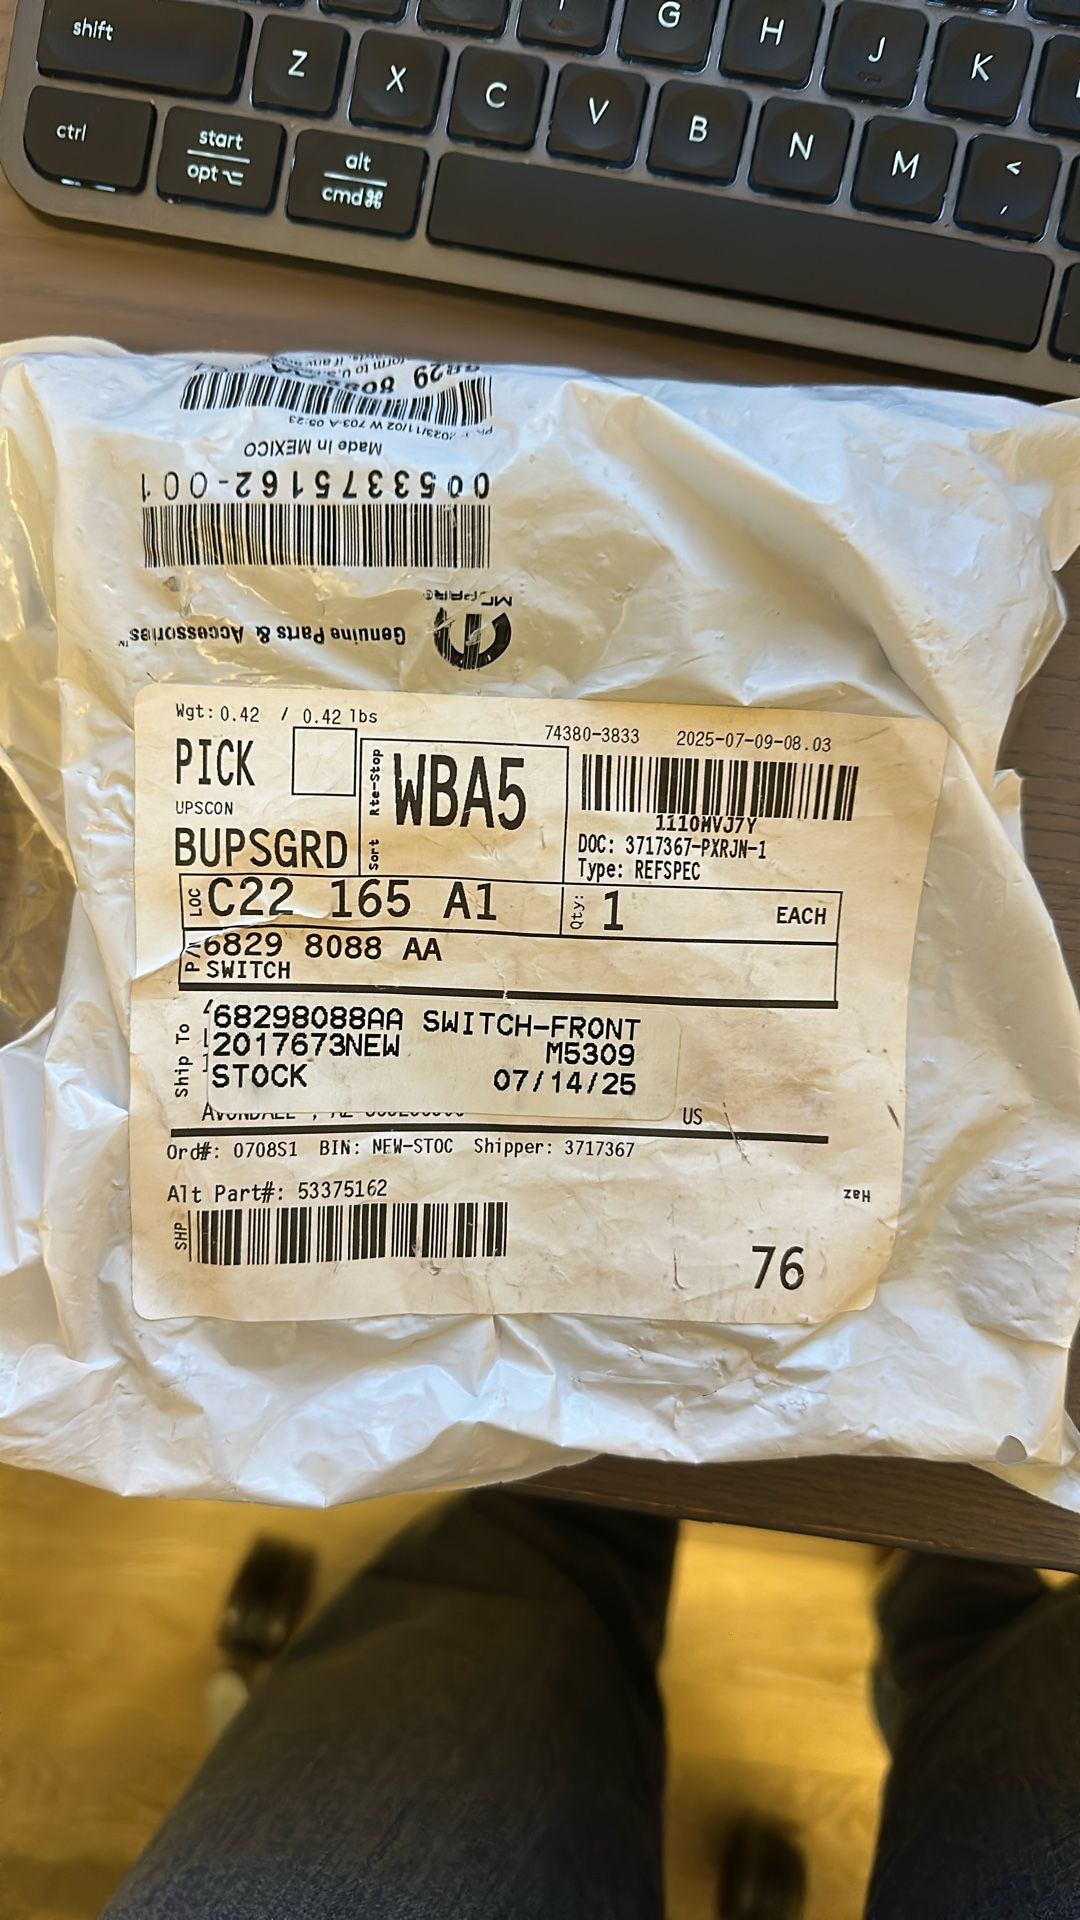 G H J K
shift Z X C V B N M <
,
ctrl start
opt alt
cmd
Made in MEXICO
005375162-001
MOPAR
Genuine Parts & Accessories™
Wgt: 0.42 / 0.42 lbs
74380-3833 2025-07-09-08.03
PICK
Rte-Stop
WBA5
UPSCON
1110MVJ7Y
BUPSGRD
Sort
DOC: 3717367-PXRJN-1
Type: REFSPEC
LOC C22 165 A1 Qty: 1 EACH
P/N 6829 8088 AA
SWITCH
Ship To
68298088AA SWITCH-FRONT
2017673NEW M5309
STOCK 07/14/25
US
Ord#: 0708S1 BIN: NEW-STOC Shipper: 3717367
Alt Part#: 53375162
Haz
SHP
76